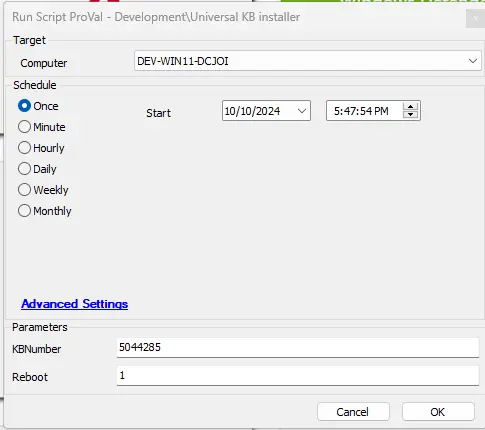 Run Script ProVal - Development\Universal KB installer
Target
Computer DEV-WIN11-DCJOI
Schedule
Once Start 10/10/2024 5:47:54 PM
Minute
Hourly
Daily
Weekly
Monthly
Advanced Settings
Parameters
KBNumber 5044285
Reboot 1
Cancel OK